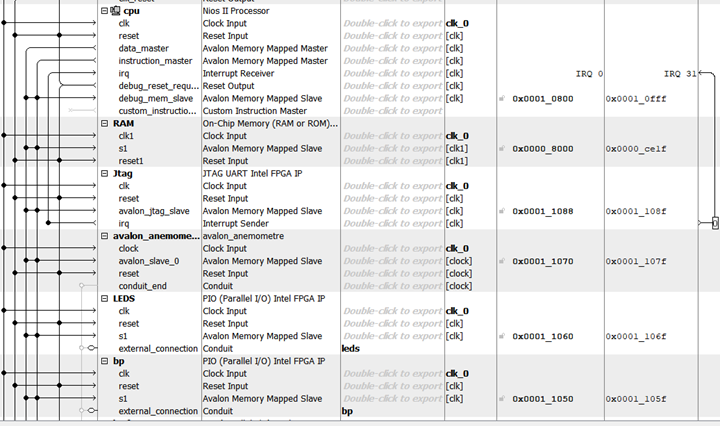 clk_reset Reset Output
cpu Nios II Processor
clk Clock Input Double-click to export clk_0
reset Reset Input Double-click to export [clk]
data_master Avalon Memory Mapped Master Double-click to export [clk]
instruction_master Avalon Memory Mapped Master Double-click to export [clk]
irq Interrupt Receiver Double-click to export [clk] IRQ 0 IRQ 31
debug_reset_requ... Reset Output Double-click to export [clk]
debug_mem_slave Avalon Memory Mapped Slave Double-click to export [clk] 0x0001_0800 0x0001_0fff
custom_instructio... Custom Instruction Master Double-click to export
RAM On-Chip Memory (RAM or ROM)...
clk1 Clock Input Double-click to export clk_0
s1 Avalon Memory Mapped Slave Double-click to export [clk1] 0x0000_8000 0x0000_ce1f
reset1 Reset Input Double-click to export [clk1]
Jtag JTAG UART Intel FPGA IP
clk Clock Input Double-click to export clk_0
reset Reset Input Double-click to export [clk]
avalon_jtag_slave Avalon Memory Mapped Slave Double-click to export [clk] 0x0001_1088 0x0001_108f
irq Interrupt Sender Double-click to export [clk]
avalon_anemome... avalon_anemometre
clock Clock Input Double-click to export clk_0
avalon_slave_0 Avalon Memory Mapped Slave Double-click to export [clock] 0x0001_1070 0x0001_107f
reset Reset Input Double-click to export [clock]
conduit_end Conduit Double-click to export [clock]
LEDS PIO (Parallel I/O) Intel FPGA IP
clk Clock Input Double-click to export clk_0
reset Reset Input Double-click to export [clk]
s1 Avalon Memory Mapped Slave Double-click to export [clk] 0x0001_1060 0x0001_106f
external_connection Conduit leds
bp PIO (Parallel I/O) Intel FPGA IP
clk Clock Input Double-click to export clk_0
reset Reset Input Double-click to export [clk]
s1 Avalon Memory Mapped Slave Double-click to export [clk] 0x0001_1050 0x0001_105f
external_connection Conduit bp